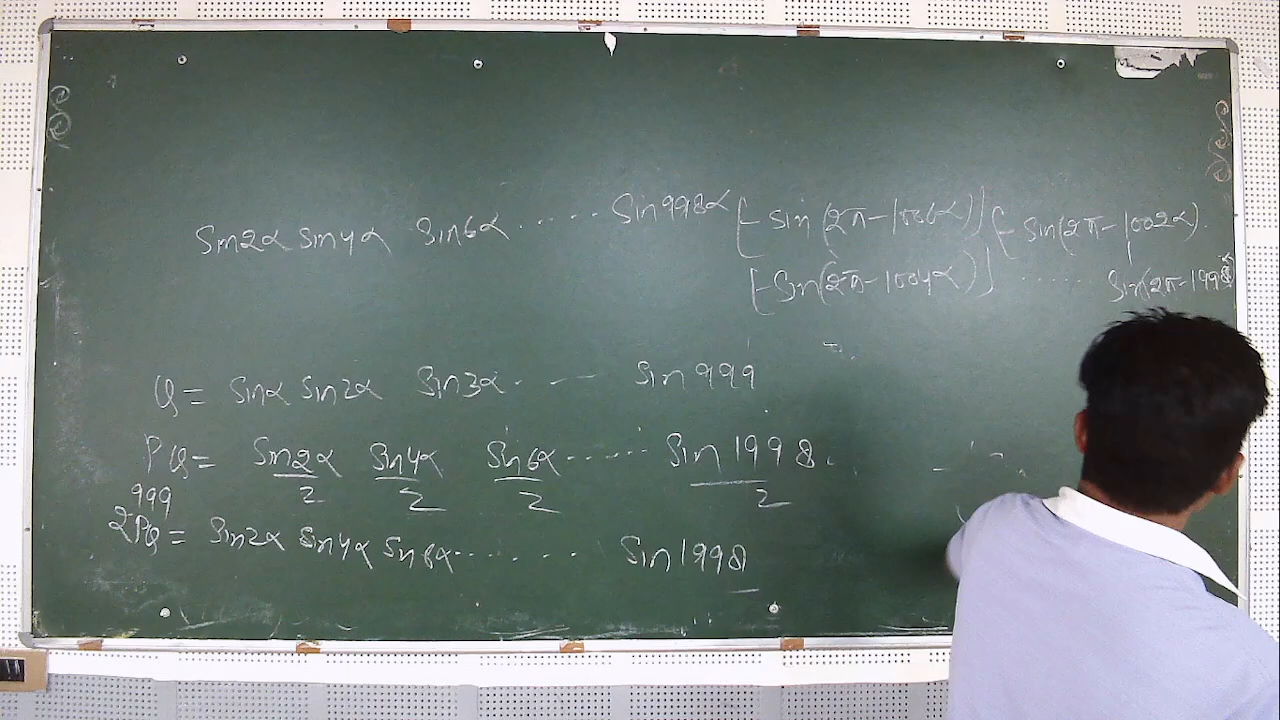 Sin2α Sin4α Sin6α ...... Sin998α [-Sin(2π-1000α)] [-Sin(2π-1002α).
[-Sin(2π-1004α)] ...... Sin(2π-1998α
Q = Sinα Sin2α Sin3α. - — Sin999
PQ = Sin2α/2 Sin4α/2 Sin6α/2 ...... Sin1998/2
2^999 PQ = Sin2α Sin4α Sin6α...... Sin1998